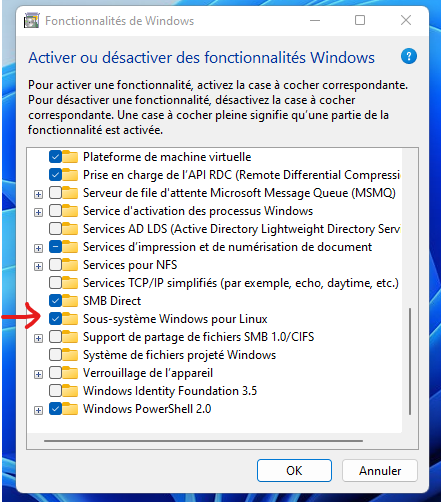 Fonctionnalités de Windows
Activer ou désactiver des fonctionnalités Windows
?
Pour activer une fonctionnalité, activez la case à cocher correspondante.
Pour désactiver une fonctionnalité, désactivez la case à cocher
correspondante. Une case à cocher pleine signifie qu'une partie de la
fonctionnalité est activée.
Plateforme de machine virtuelle
Prise en charge de l'API RDC (Remote Differential Compressi
Serveur de file d'attente Microsoft Message Queue (MSMQ)
Service d'activation des processus Windows
Services AD LDS (Active Directory Lightweight Directory Serv
Services d'impression et de numérisation de document
Services pour NFS
Services TCP/IP simplifiés (par exemple, echo, daytime, etc.)
SMB Direct
Sous-système Windows pour Linux
Support de partage de fichiers SMB 1.0/CIFS
Système de fichiers projeté Windows
Verrouillage de l'appareil
Windows Identity Foundation 3.5
Windows PowerShell 2.0
OK
Annuler